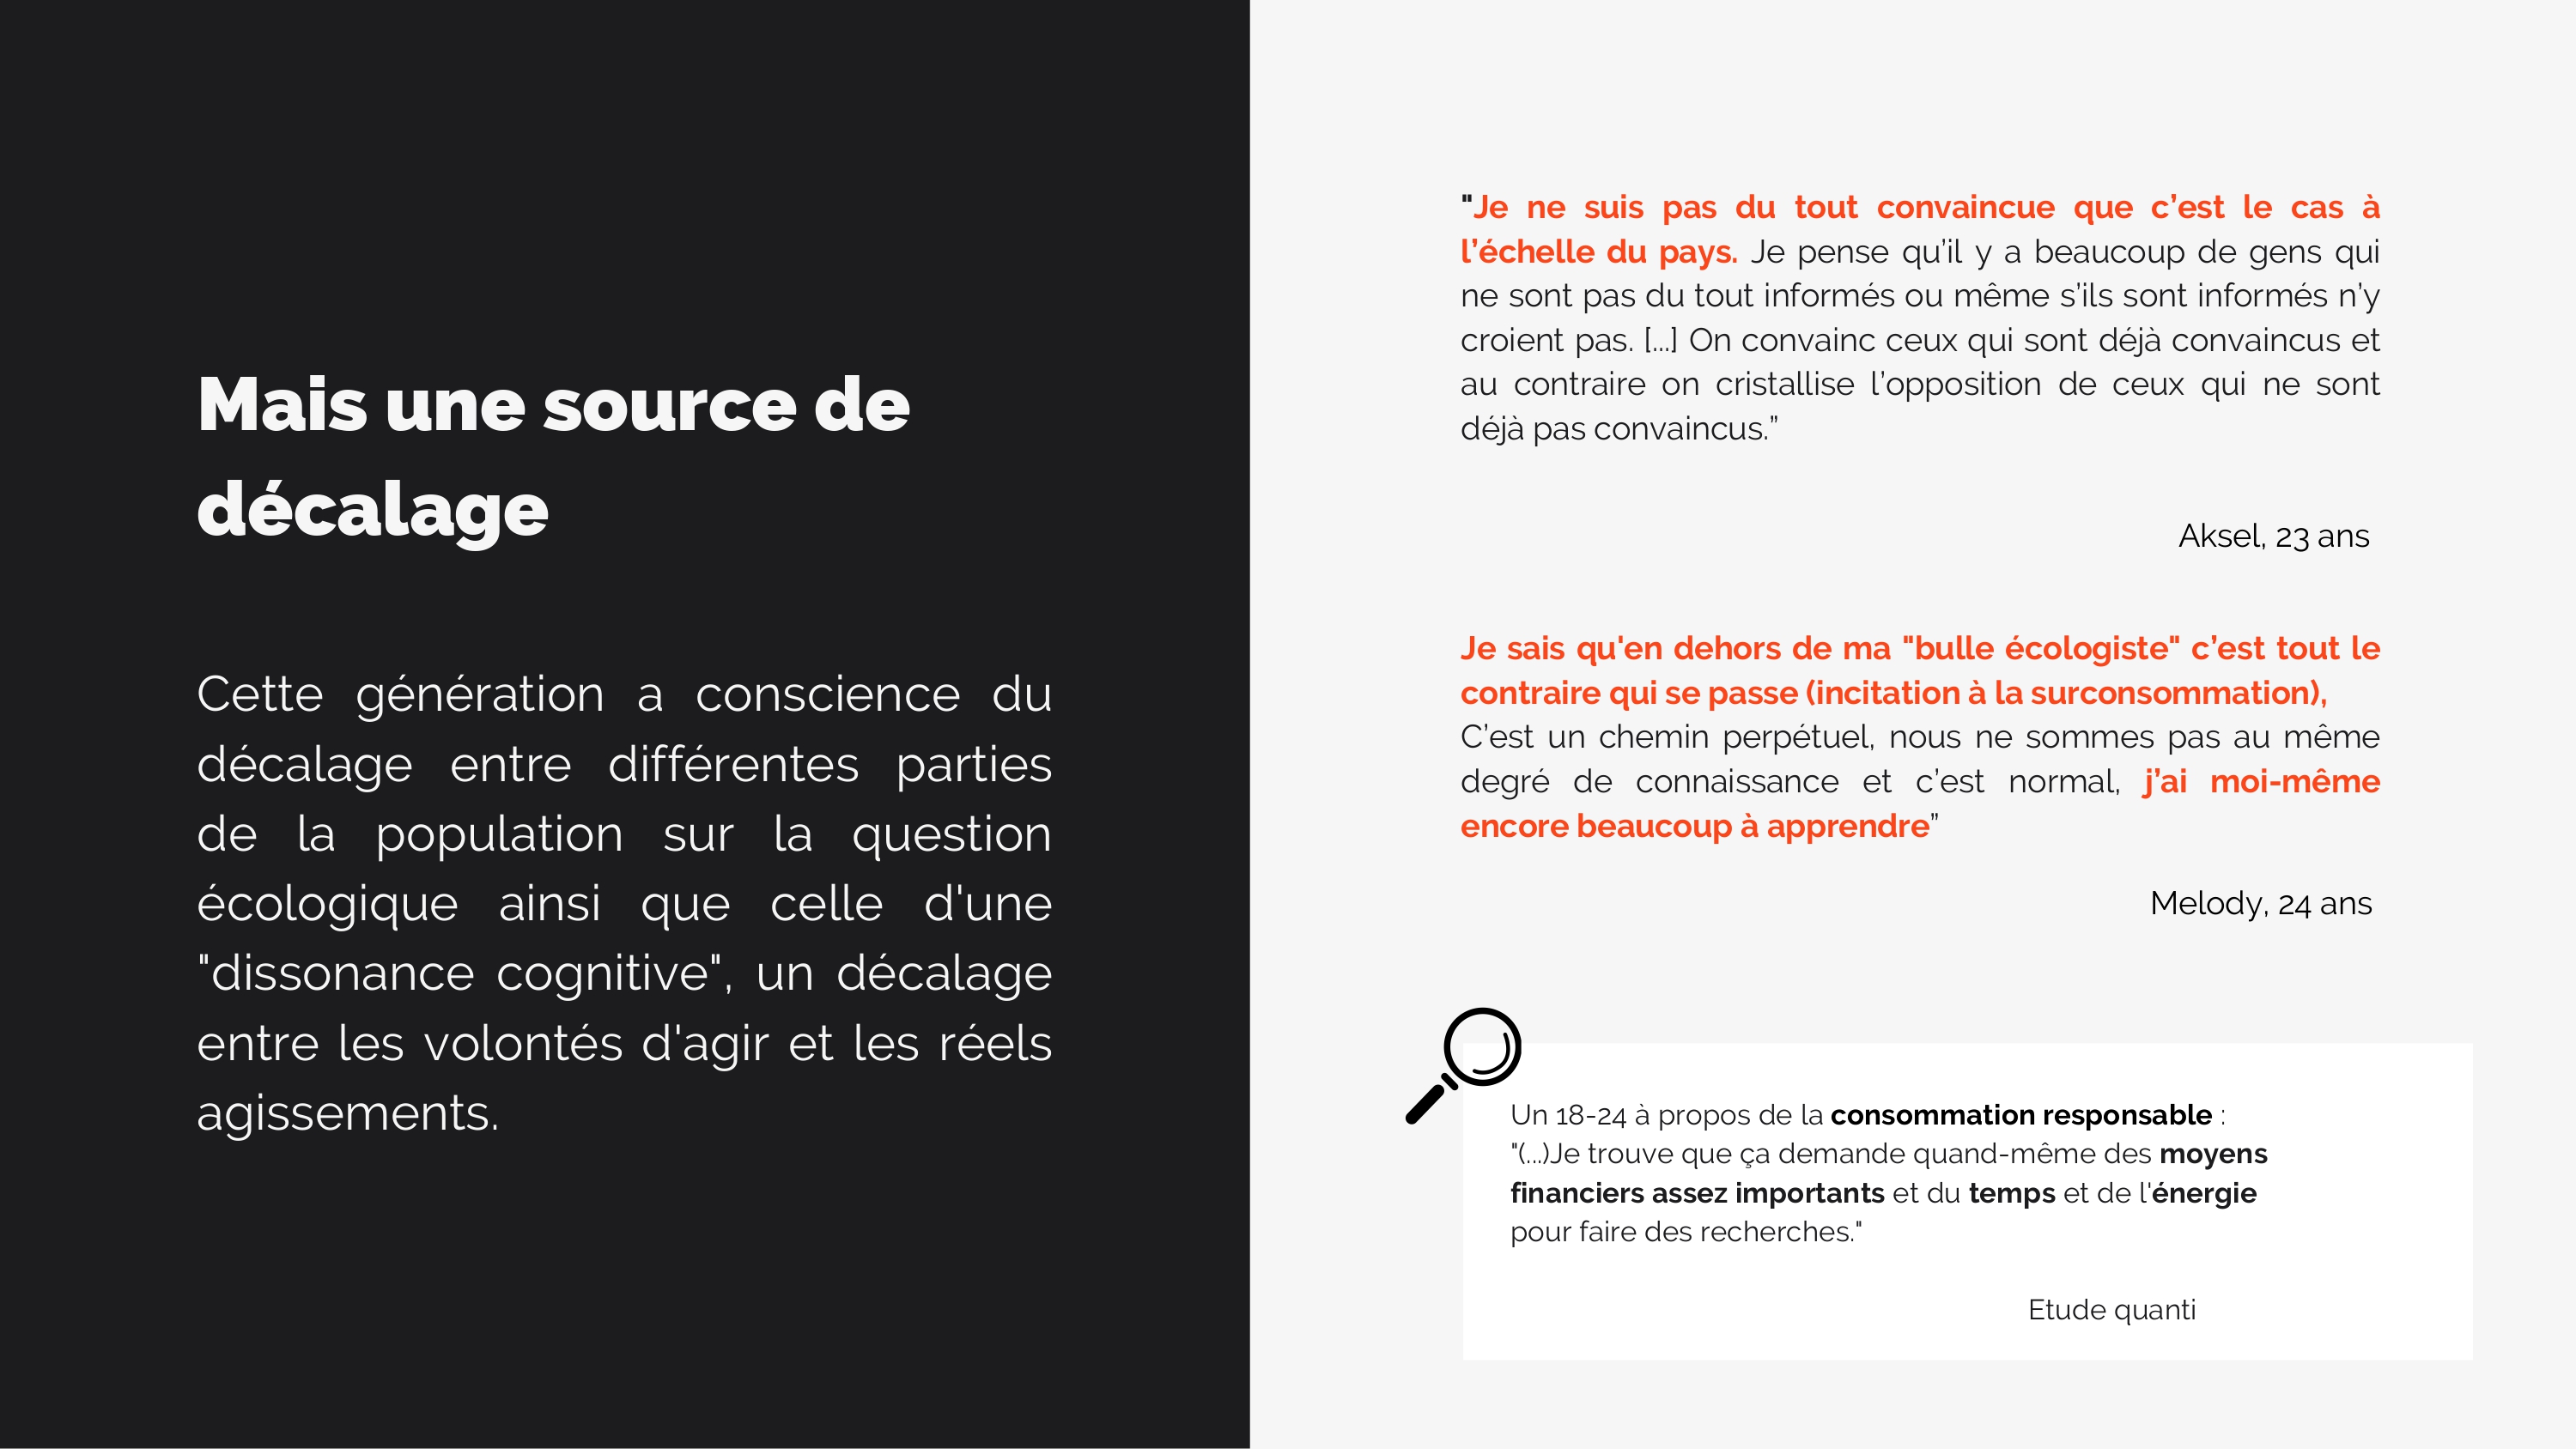 Mais une source de
décalage
Cette génération a conscience du
décalage entre différentes parties
de la population sur la question
écologique ainsi que celle d'une
"dissonance cognitive", un décalage
entre les volontés d'agir et les réels
agissements.
"Je ne suis pas du tout convaincue que c’est le cas à
l’échelle du pays. Je pense qu’il y a beaucoup de gens qui
ne sont pas du tout informés ou même s’ils sont informés n’y
croient pas. [...] On convainc ceux qui sont déjà convaincus et
au contraire on cristallise l’opposition de ceux qui ne sont
déjà pas convaincus.”
Aksel, 23 ans
Je sais qu'en dehors de ma "bulle écologiste" c’est tout le
contraire qui se passe (incitation à la surconsommation),
C’est un chemin perpétuel, nous ne sommes pas au même
degré de connaissance et c’est normal, j’ai moi-même
encore beaucoup à apprendre”
Melody, 24 ans
Un 18-24 à propos de la consommation responsable :
"(...)Je trouve que ça demande quand-même des moyens
financiers assez importants et du temps et de l'énergie
pour faire des recherches."
Etude quanti